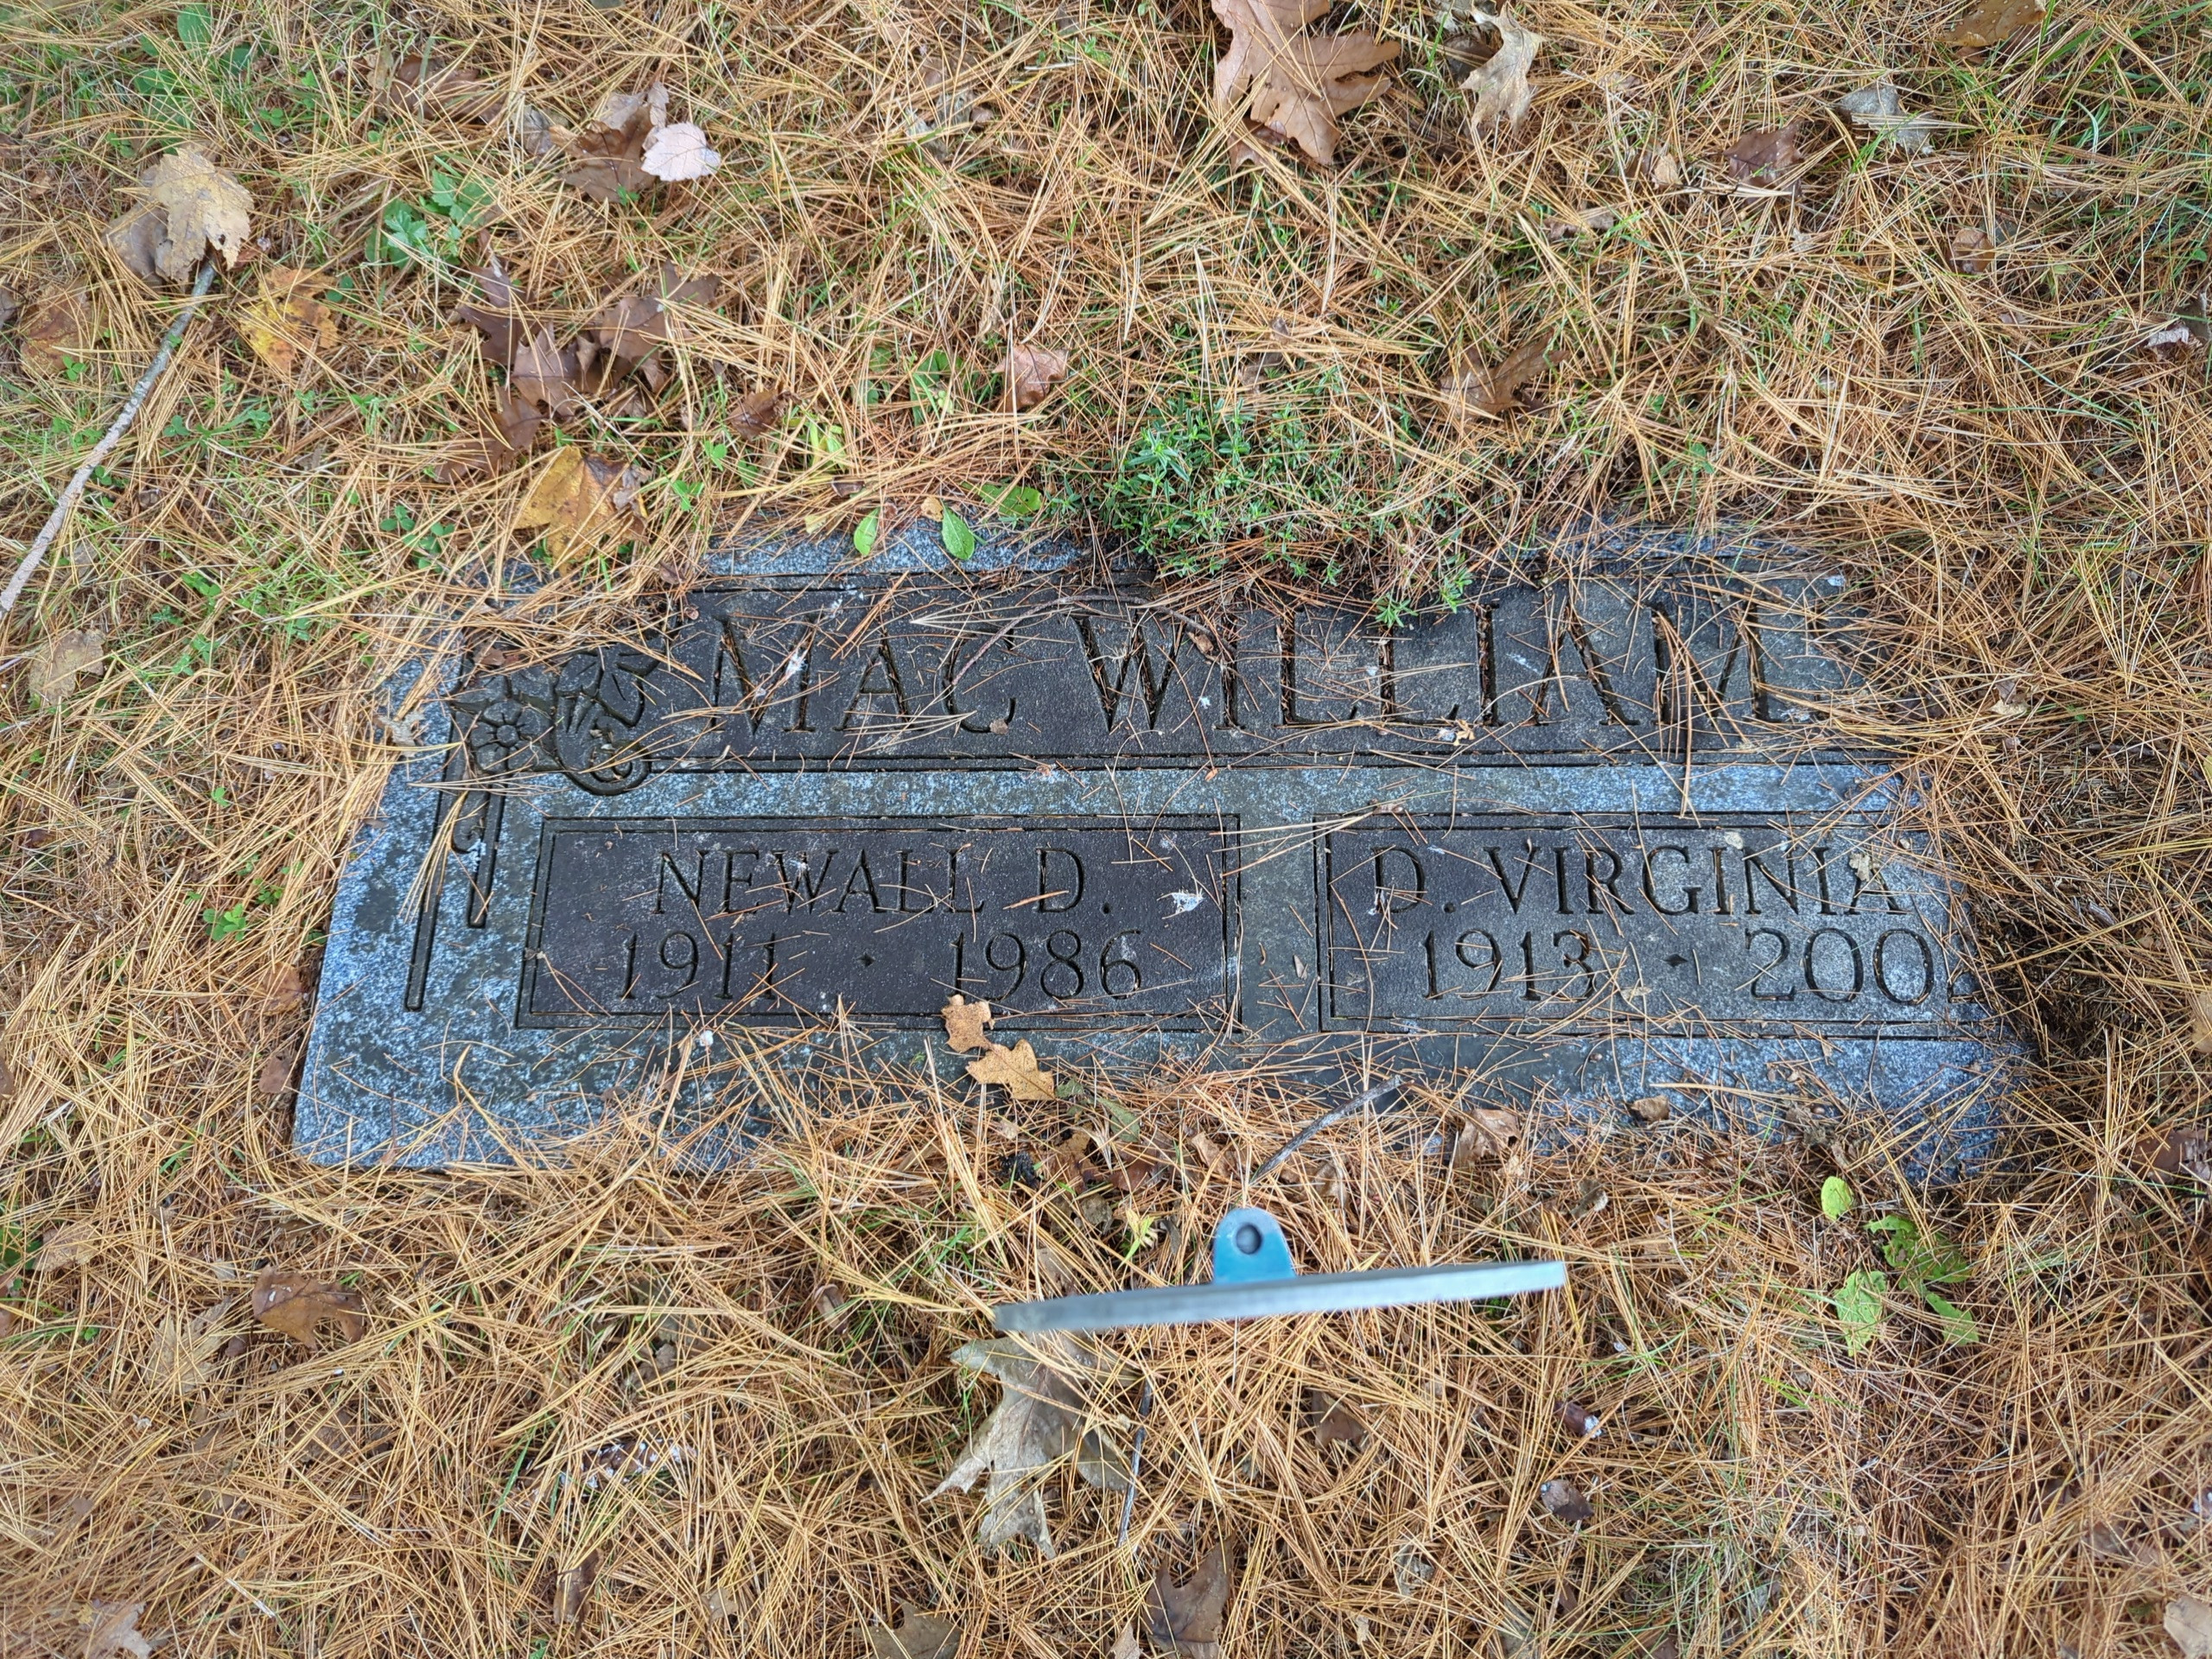 MAC WILLIAM
NEWALL D.
1911 · 1986
D. VIRGINIA
1913 ·